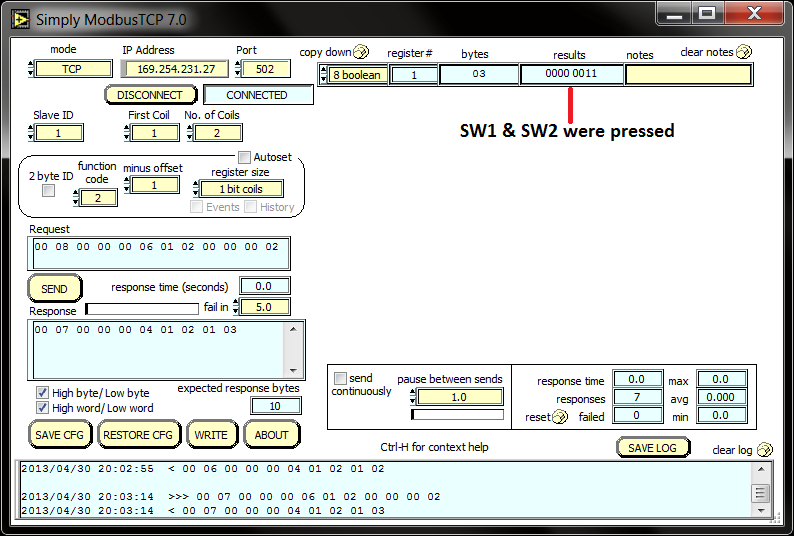 Simply ModbusTCP 7.0
mode IP Address Port
TCP 169.254.231.27 502
DISCONNECT CONNECTED
copy down register# bytes results notes clear notes
8 boolean 1 03 0000 0011
SW1 & SW2 were pressed
Slave ID First Coil No. of Coils
1 1 2
Autoset
2 byte ID function code minus offset register size
2 1 1 bit coils
Events History
Request
00 08 00 00 00 06 01 02 00 00 00 02
SEND response time (seconds) 0.0
Response fail in 5.0
00 07 00 00 00 04 01 02 01 03
High byte/Low byte expected response bytes
High word/Low word 10
SAVE CFG RESTORE CFG WRITE ABOUT
send continuously pause between sends
1.0
response time 0.0 max 0.0
responses 7 avg 0.000
reset failed 0 min 0.0
Ctrl-H for context help SAVE LOG clear log
2013/04/30 20:02:55 < 00 06 00 00 00 04 01 02 01 02
2013/04/30 20:03:14 >>> 00 07 00 00 00 06 01 02 00 00 00 02
2013/04/30 20:03:14 < 00 07 00 00 00 04 01 02 01 03